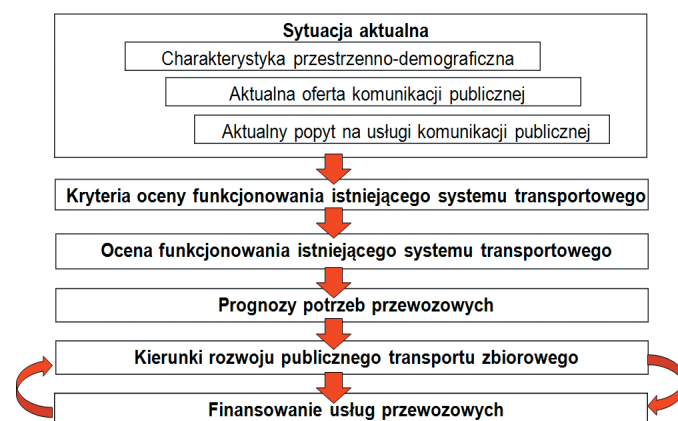 Sytuacja aktualna
Charakterystyka przestrzenno-demograficzna
Aktualna oferta komunikacji publicznej
Aktualny popyt na usługi komunikacji publicznej
Kryteria oceny funkcjonowania istniejącego systemu transportowego
Ocena funkcjonowania istniejącego systemu transportowego
Prognozy potrzeb przewozowych
Kierunki rozwoju publicznego transportu zbiorowego
Finansowanie usług przewozowych